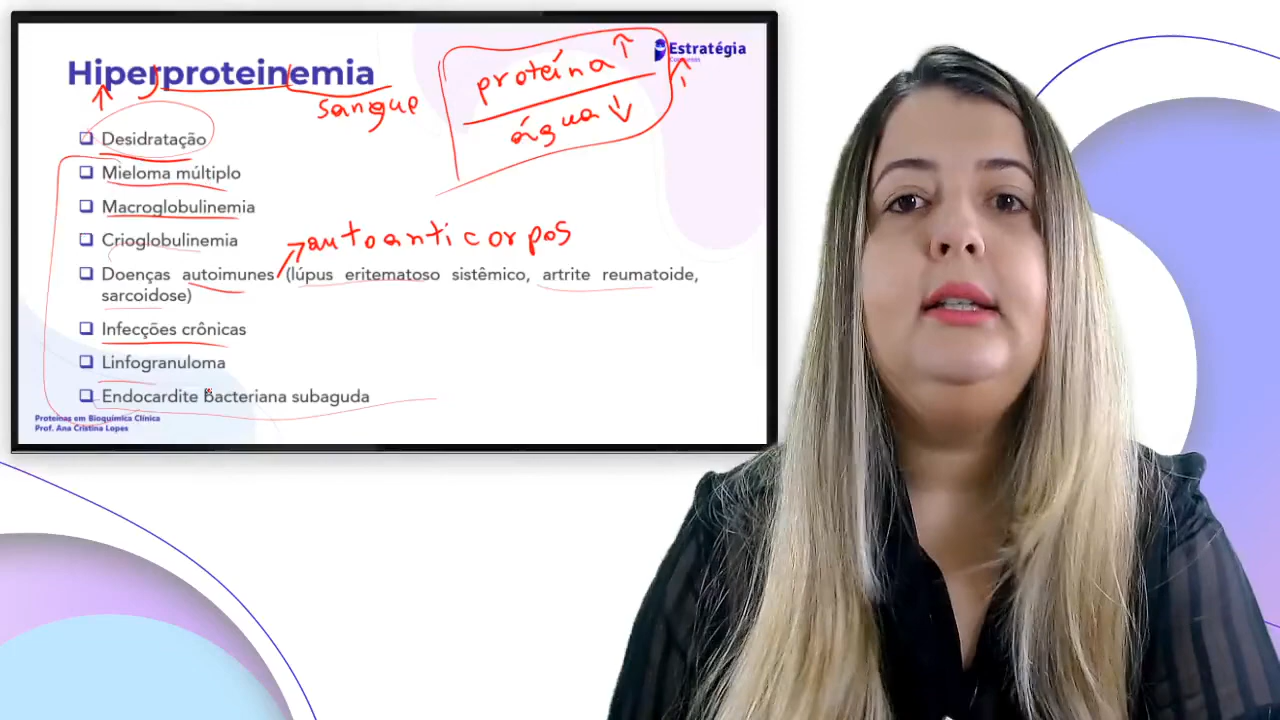 Hiperproteinemia
sangue
proteína
água
Estratégia
Concursos
Desidratação
Mieloma múltiplo
Macroglobulinemia
Crioglobulinemia
autoanticorpos
Doenças autoimunes (lúpus eritematoso sistêmico, artrite reumatoide,
sarcoidose)
Infecções crônicas
Linfogranuloma
Endocardite bacteriana subaguda
Proteínas em Bioquímica Clínica
Prof. Ana Cristina Lopes